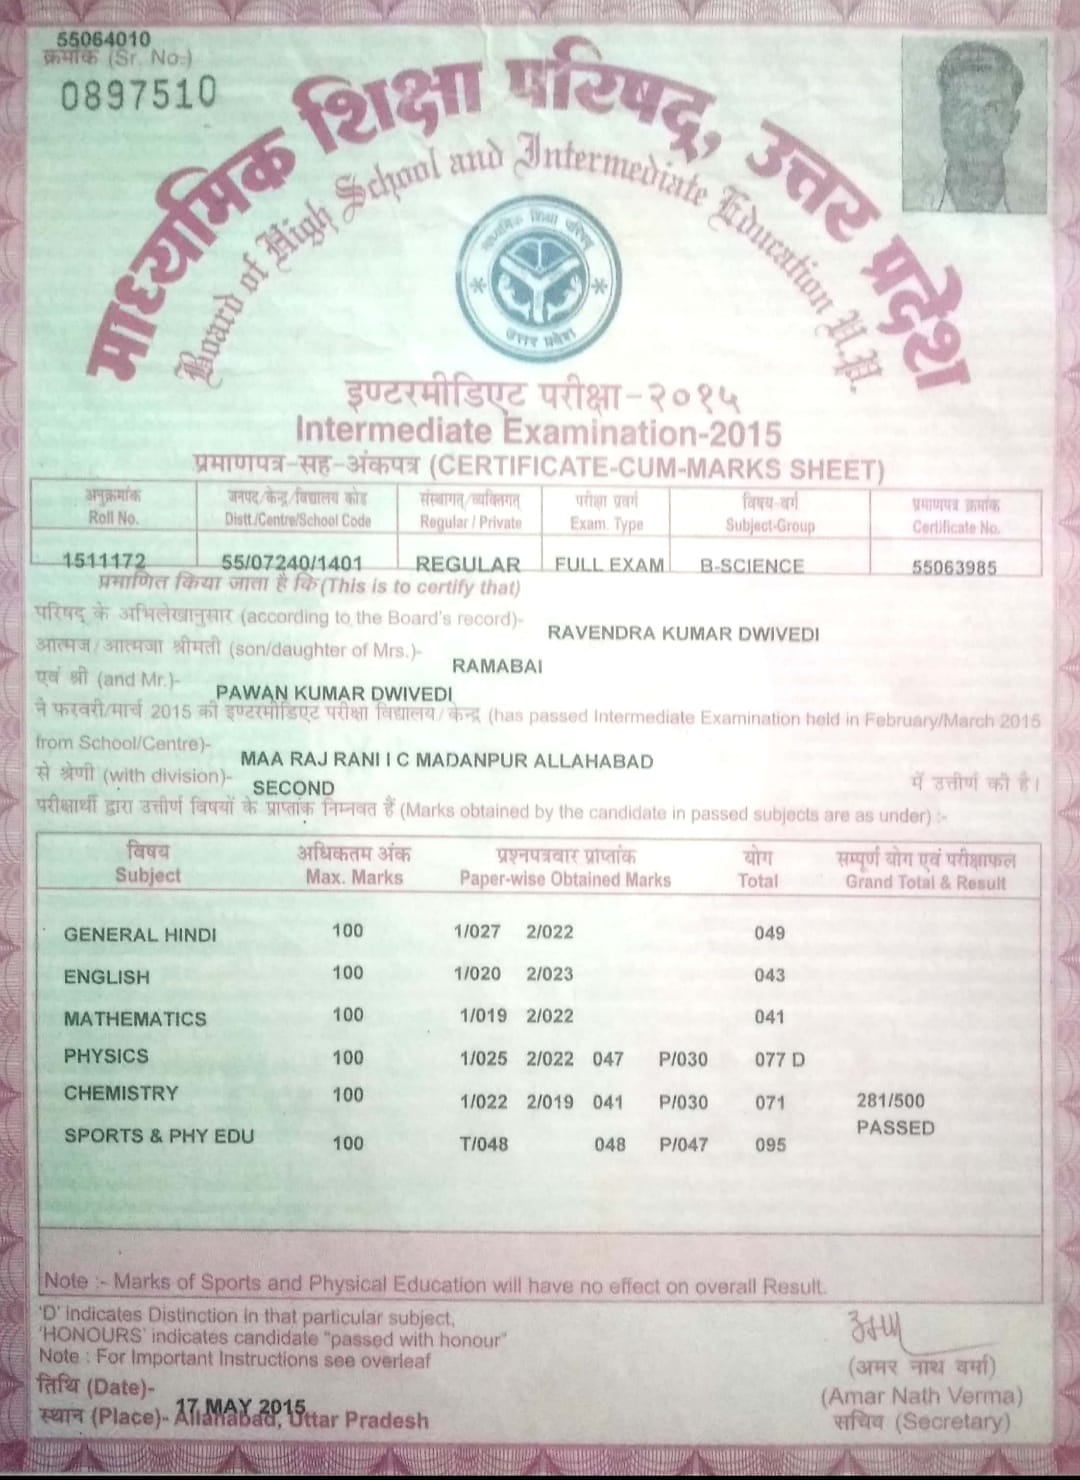 55064010
क्रमांक (Sr. No.)
0897510
माध्यमिक शिक्षा परिषद्, उत्तर प्रदेश
Board of High School and Intermediate Education U.P.
माध्यमिक शिक्षा परिषद्
उत्तर प्रदेश
इण्टरमीडिएट परीक्षा-२०१५
Intermediate Examination-2015
प्रमाणपत्र-सह-अंकपत्र (CERTIFICATE-CUM-MARKS SHEET)
अनुक्रमांक जनपद/केन्द्र/विद्यालय कोड संस्थागत/व्यक्तिगत परीक्षा प्रवर्ग विषय-वर्ग प्रमाणपत्र क्रमांक
Roll No. Distt./Centre/School Code Regular / Private Exam. Type Subject-Group Certificate No.
1511172 55/07240/1401 REGULAR FULL EXAM B-SCIENCE 55063985
प्रमाणित किया जाता है कि (This is to certify that)
परिषद् के अभिलेखानुसार (according to the Board's record)- RAVENDRA KUMAR DWIVEDI
आत्मज/आत्मजा श्रीमती (son/daughter of Mrs.)- RAMABAI
एवं श्री (and Mr.)- PAWAN KUMAR DWIVEDI
ने फरवरी/मार्च 2015 की इण्टरमीडिएट परीक्षा विद्यालय/केन्द्र (has passed Intermediate Examination held in February/March 2015
from School/Centre)- MAA RAJ RANI I C MADANPUR ALLAHABAD
से श्रेणी (with division)- SECOND में उत्तीर्ण की है।
परीक्षार्थी द्वारा उत्तीर्ण विषयों के प्राप्तांक निम्नवत हैं (Marks obtained by the candidate in passed subjects are as under) :-
विषय अधिकतम अंक प्रश्नपत्रवार प्राप्तांक योग सम्पूर्ण योग एवं परीक्षाफल
Subject Max. Marks Paper-wise Obtained Marks Total Grand Total & Result
GENERAL HINDI 100 1/027 2/022 049
ENGLISH 100 1/020 2/023 043
MATHEMATICS 100 1/019 2/022 041
PHYSICS 100 1/025 2/022 047 P/030 077 D
CHEMISTRY 100 1/022 2/019 041 P/030 071 281/500
PASSED
SPORTS & PHY EDU 100 T/048 048 P/047 095
Note :- Marks of Sports and Physical Education will have no effect on overall Result.
'D' Indicates Distinction in that particular subject,
'HONOURS' indicates candidate "passed with honour"
Note : For Important Instructions see overleaf
तिथि (Date)- 17 MAY 2015
स्थान (Place)- Allahabad, Uttar Pradesh
(अमर नाथ वर्मा)
(Amar Nath Verma)
सचिव (Secretary)